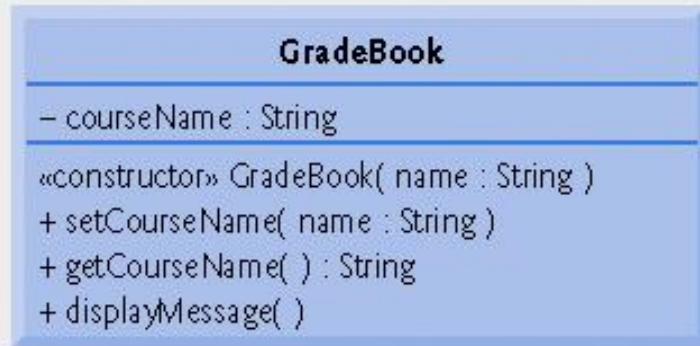 GradeBook
– courseName : String
«constructor» GradeBook( name : String )
+ setCourseName( name : String )
+ getCourseName( ) : String
+ displayMessage( )